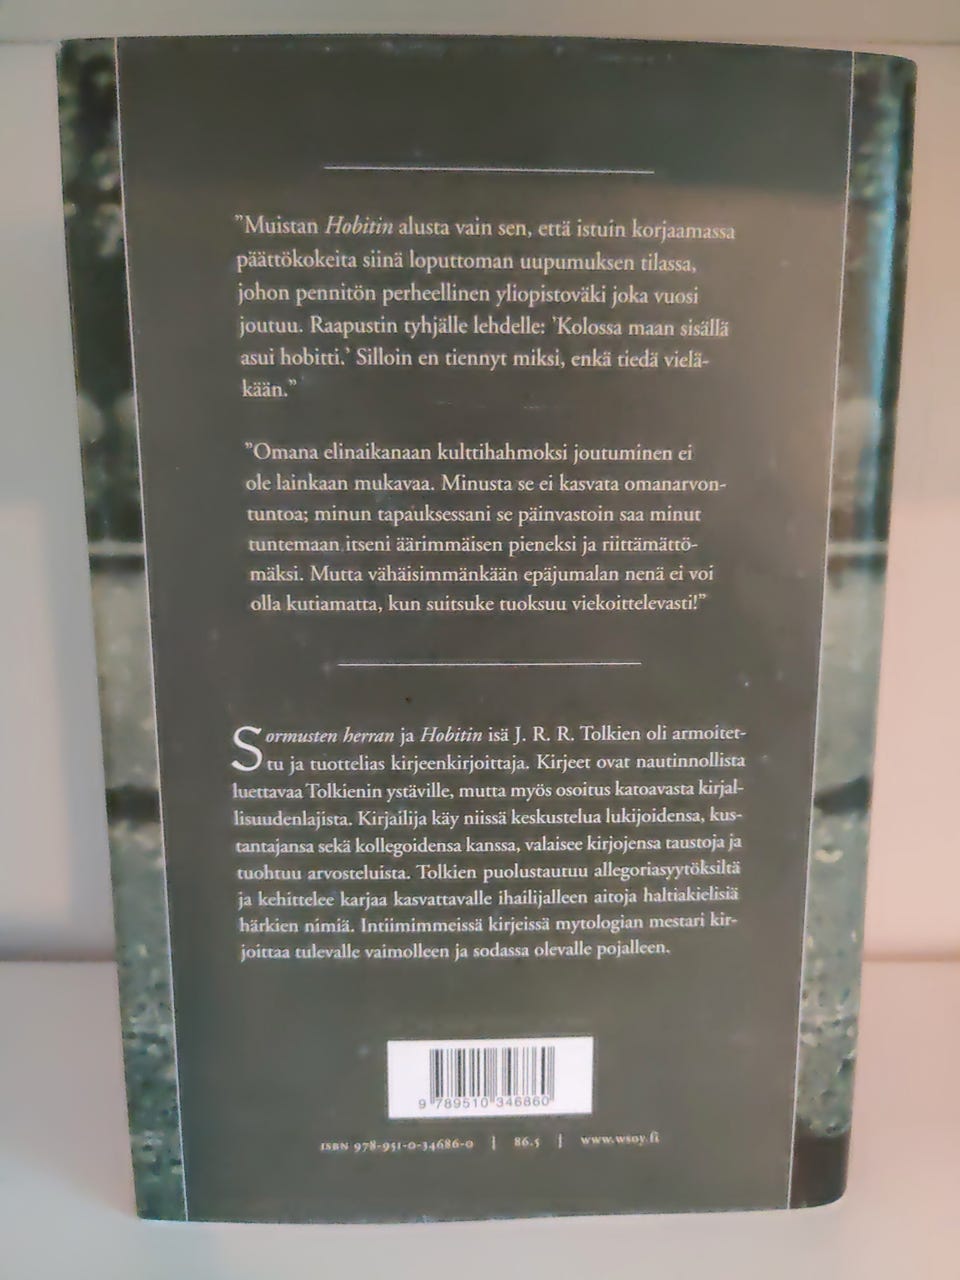 ”Muistan Hobitin alusta vain sen, että istuin korjaamassa
päättökokeita siinä loputtoman uupumuksen tilassa,
johon pennitön perheellinen yliopistoväki joka vuosi
joutuu. Raapustin tyhjälle lehdelle: ’Kolossa maan sisällä
asui hobitti.’ Silloin en tiennyt miksi, enkä tiedä vielä-
kään.”
”Omana elinaikanaan kulttihahmoksi joutuminen ei
ole lainkaan mukavaa. Minusta se ei kasvata omanarvon-
tuntoa; minun tapauksessani se päinvastoin saa minut
tuntemaan itseni äärimmäisen pieneksi ja riittämättö-
mäksi. Mutta vähäisimmänkään epäjumalan nenä ei voi
olla kutiamatta, kun suitsuke tuoksuu viekoittelevasti!”
Sormusten herran ja Hobitin isä J. R. R. Tolkien oli armoitet-
tu ja tuottelias kirjeenkirjoittaja. Kirjeet ovat nautinnollista
luettavaa Tolkienin ystäville, mutta myös osoitus katoavasta kirjal-
lisuudenlajista. Kirjailija käy niissä keskustelua lukijoidensa, kus-
tantajansa sekä kollegoidensa kanssa, valaisee kirjojensa taustoja ja
tuohtuu arvosteluista. Tolkien puolustautuu allegoriasyytöksiltä
ja kehittelee karjaa kasvattavalle ihailijalleen aitoja haltiakielisiä
härkien nimiä. Intiimimmeissä kirjeissä mytologian mestari kir-
joittaa tulevalle vaimolleen ja sodassa olevalle pojalleen.
9 789510 346860
ISBN 978-951-0-34686-0 | 86.5 | www.wsoy.fi